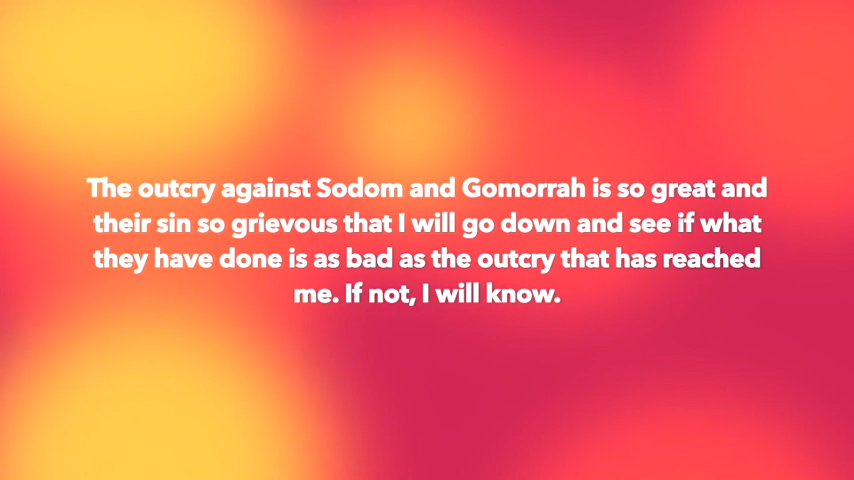 The outcry against Sodom and Gomorrah is so great and
their sin so grievous that I will go down and see if what
they have done is as bad as the outcry that has reached
me. If not, I will know.